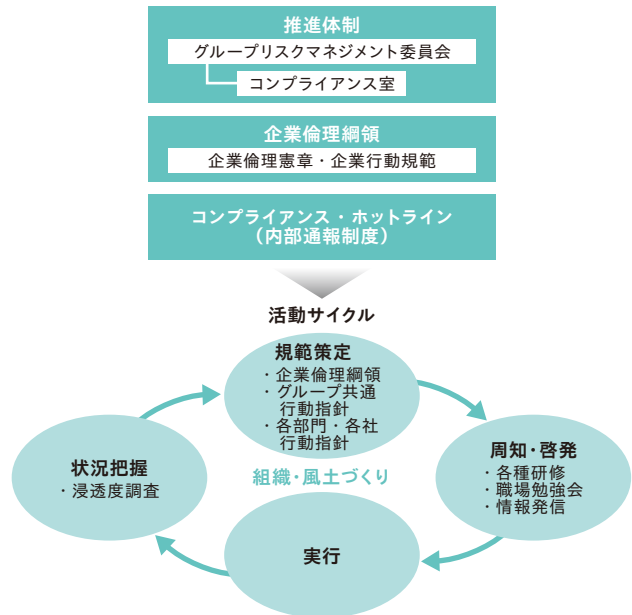 推進体制
グループリスクマネジメント委員会
コンプライアンス室
企業倫理綱領
企業倫理憲章・企業行動規範
コンプライアンス・ホットライン
（内部通報制度）
活動サイクル
規範策定
・企業倫理綱領
・グループ共通
行動指針
・各部門・各社
行動指針
周知・啓発
・各種研修
・職場勉強会
・情報発信
実行
状況把握
・浸透度調査
組織・風土づくり